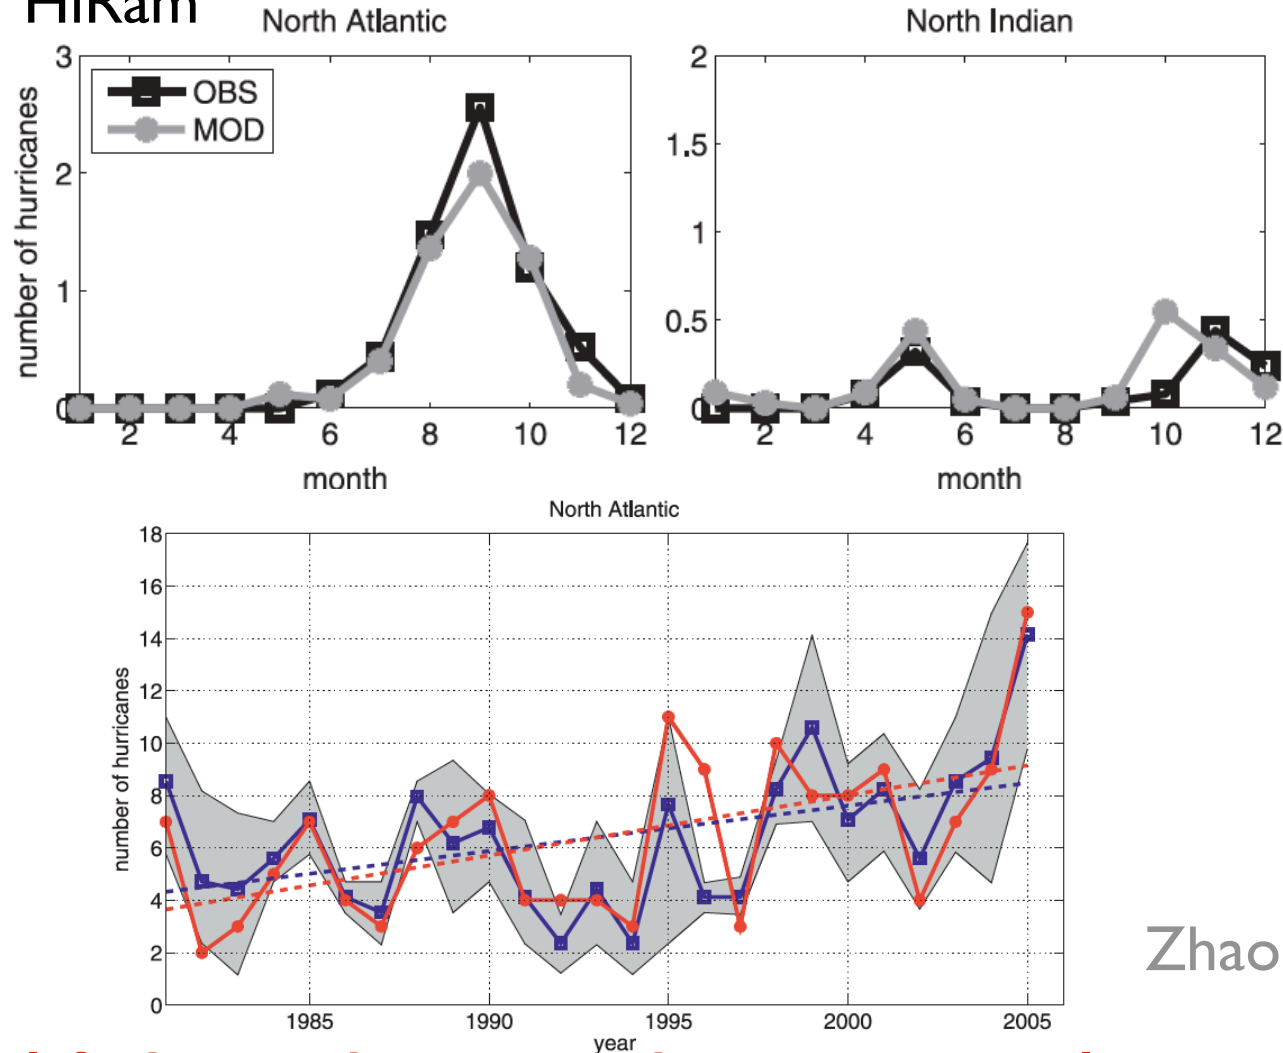 HiRam
North Atlantic
North Indian
number of hurricanes
3
2
1
0
OBS
MOD
2 4 6 8 10 12
month
2
1.5
1
0.5
0
2 4 6 8 10 12
month
North Atlantic
number of hurricanes
18
16
14
12
10
8
6
4
2
0
1985 1990 1995 2000 2005
year
Zhao